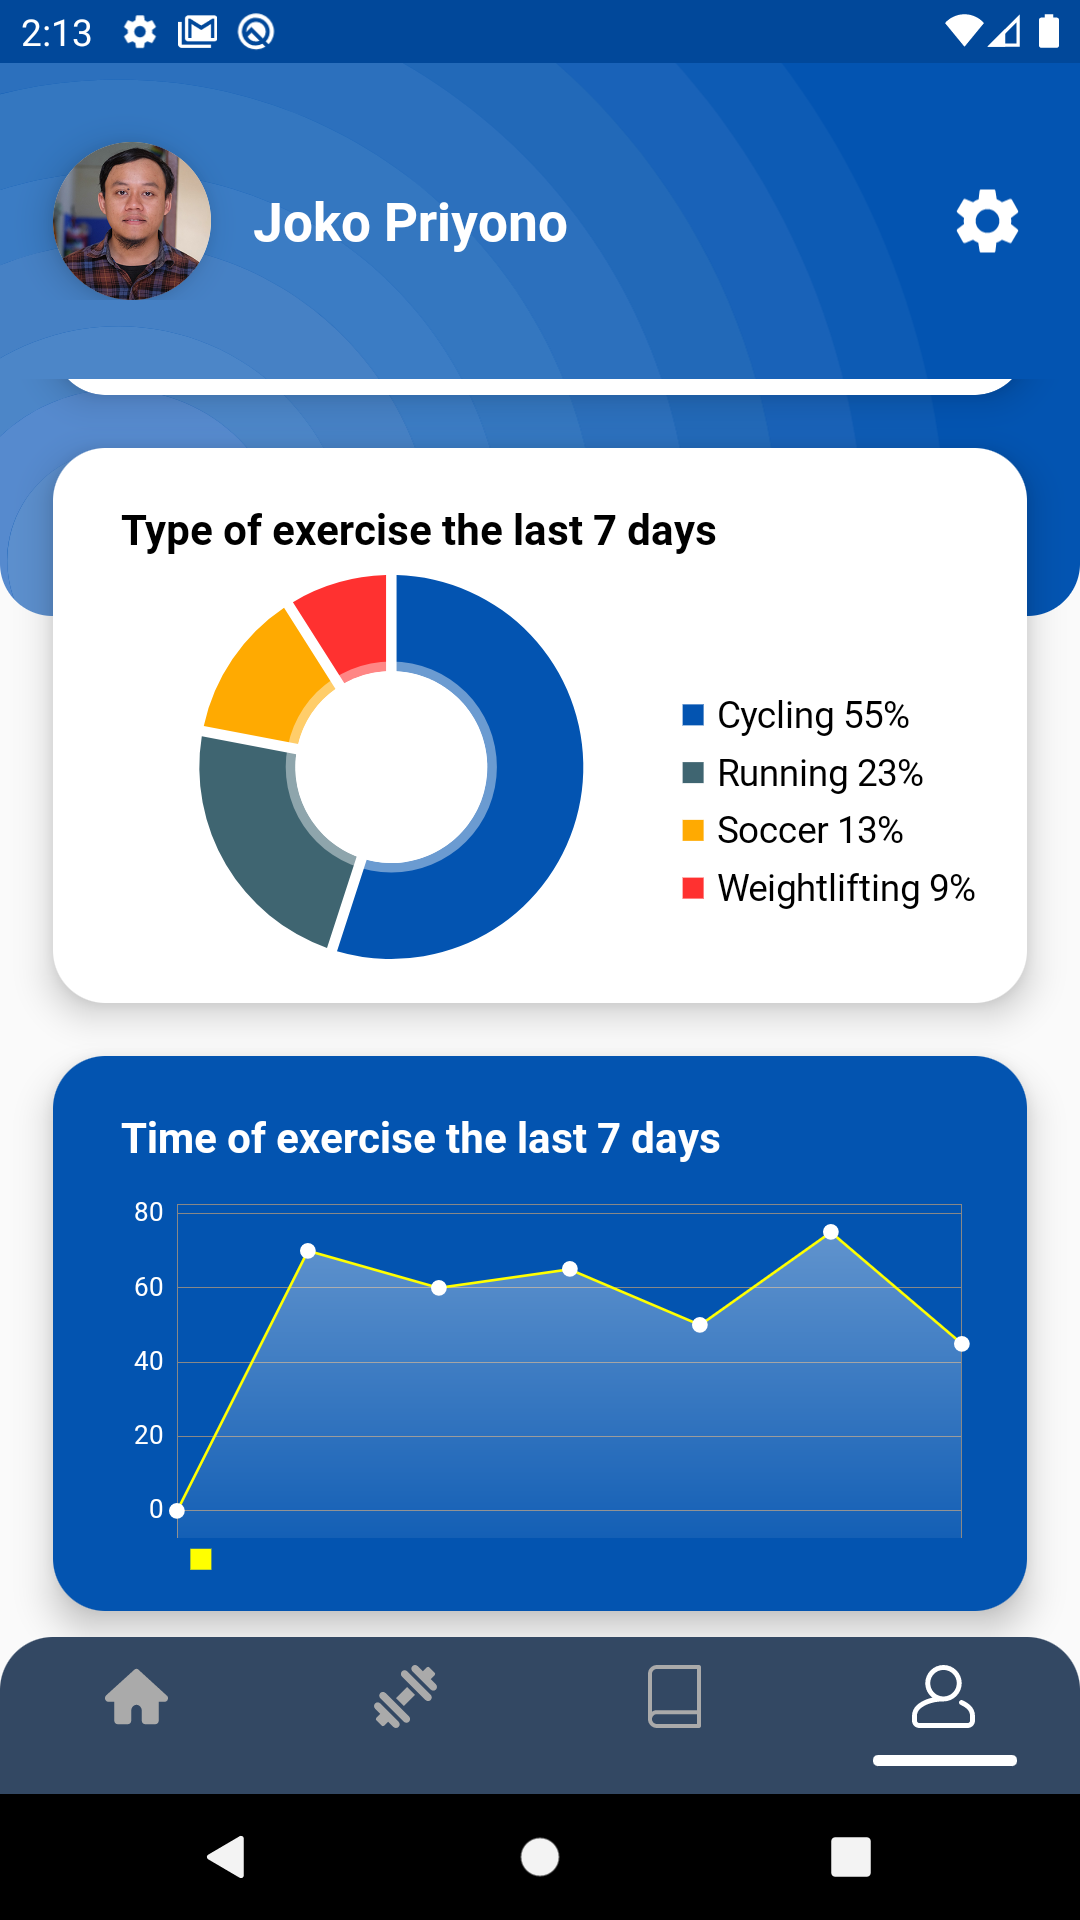 2:13
Joko Priyono
Type of exercise the last 7 days
Cycling 55%
Running 23%
Soccer 13%
Weightlifting 9%
Time of exercise the last 7 days
80
60
40
20
0